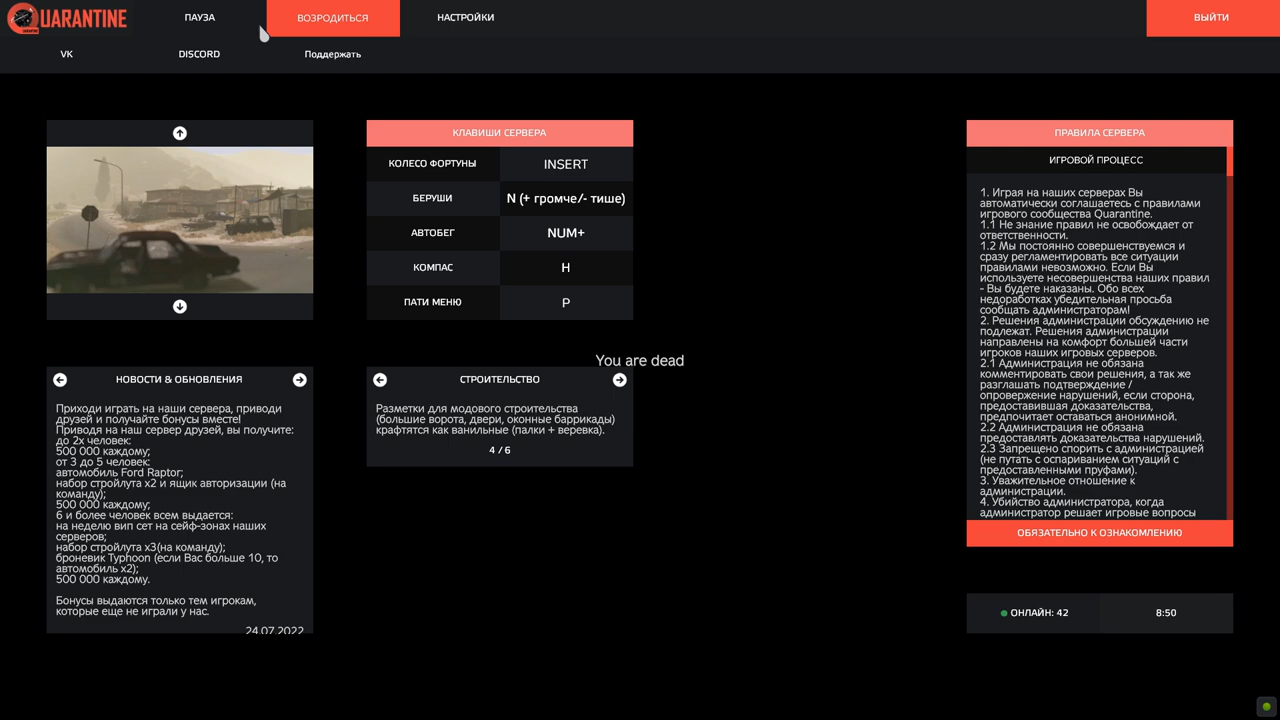 QUARANTINE
ПАУЗА
ВОЗРОДИТЬСЯ
НАСТРОЙКИ
ВЫЙТИ
VK
DISCORD
Поддержать
КЛАВИШИ СЕРВЕРА
КОЛЕСО ФОРТУНЫ
INSERT
БЕРУШИ
N (+ громче/- тише)
АВТОБЕГ
NUM+
КОМПАС
H
ПАТИ МЕНЮ
P
You are dead
НОВОСТИ & ОБНОВЛЕНИЯ
Приходи играть на наши сервера, приводи
друзей и получайте бонусы вместе!
Приводя на наш сервер друзей, вы получите:
до 2х человек:
500 000 каждому;
от 3 до 5 человек:
автомобиль Ford Raptor;
набор стройлута x2 и ящик авторизации (на
команду);
500 000 каждому;
6 и более человек всем выдается:
на неделю вип сет на сейф-зонах наших
серверов;
набор стройлута x3(на команду);
броневик Typhoon (если Вас больше 10, то
автомобиль x2);
500 000 каждому.
Бонусы выдаются только тем игрокам,
которые еще не играли у нас.
24.07.2022
СТРОИТЕЛЬСТВО
Разметки для модового строительства
(большие ворота, двери, оконные баррикады)
крафтятся как ванильные (палки + веревка).
4 / 6
ПРАВИЛА СЕРВЕРА
ИГРОВОЙ ПРОЦЕСС
1. Играя на наших серверах Вы
автоматически соглашаетесь с правилами
игрового сообщества Quarantine.
1.1 Не знание правил не освобождает от
ответственности.
1.2 Мы постоянно совершенствуемся и
сразу регламентировать все ситуации
правилами невозможно. Если Вы
используете несовершенства наших правил
- Вы будете наказаны. Обо всех
недоработках убедительная просьба
сообщать администраторам!
2. Решения администрации обсуждению не
подлежат. Решения администрации
направлены на комфорт большей части
игроков наших игровых серверов.
2.1 Администрация не обязана
комментировать свои решения, а так же
разглашать подтверждение /
опровержение нарушений, если сторона,
предоставившая доказательства,
предпочитает оставаться анонимной.
2.2 Администрация не обязана
предоставлять доказательства нарушений.
2.3 Запрещено спорить с администрацией
(не путать с оспариванием ситуаций с
предоставленными пруфами).
3. Уважительное отношение к
администрации.
4. Убийство администратора, когда
администратор решает игровые вопросы
ОБЯЗАТЕЛЬНО К ОЗНАКОМЛЕНИЮ
ОНЛАЙН: 42
8:50